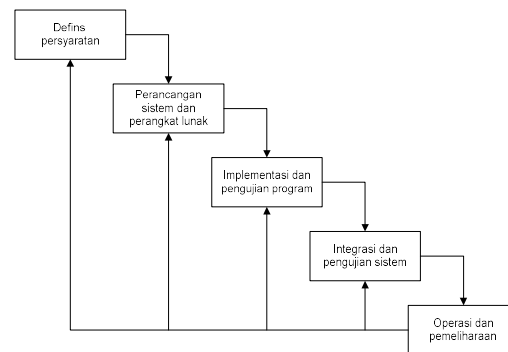 Defins
persyaratan
Perancangan
sistem dan
perangkat lunak
Implementasi dan
pengujian program
Integrasi dan
pengujian sistem
Operasi dan
pemeliharaan